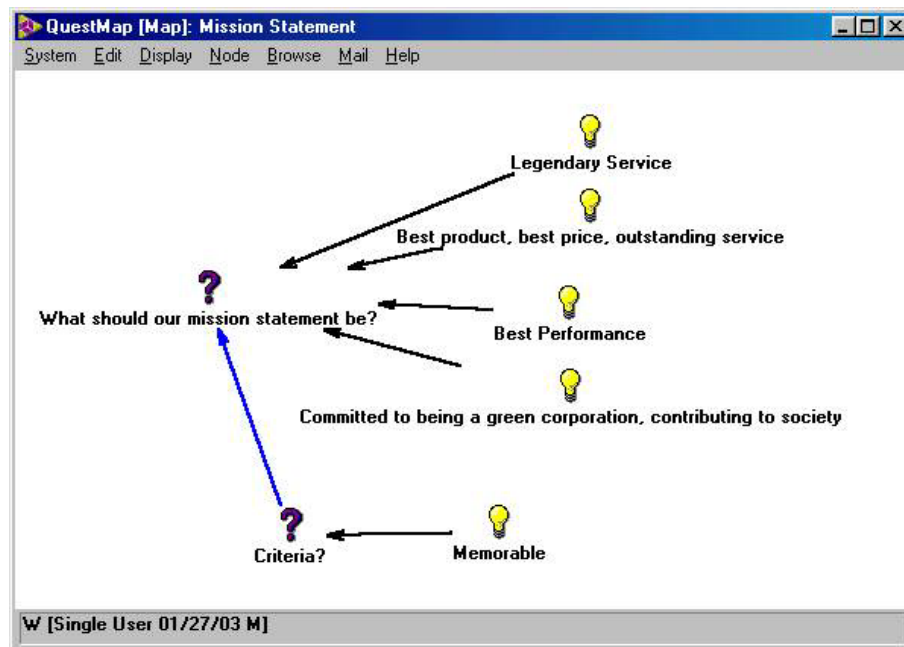 QuestMap [Map]: Mission Statement
System Edit Display Node Browse Mail Help
Legendary Service
Best product, best price, outstanding service
What should our mission statement be?
Best Performance
Committed to being a green corporation, contributing to society
Criteria?
Memorable
W [Single User 01/27/03 M]